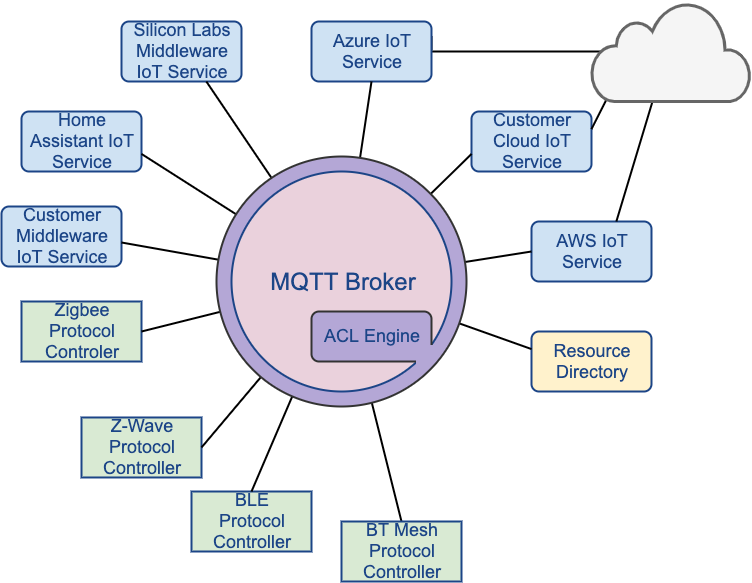 Silicon Labs
Middleware
IoT Service
Azure IoT
Service
Home
Assistant IoT
Service
Customer
Cloud IoT
Service
Customer
Middleware
IoT Service
AWS IoT
Service
MQTT Broker
ACL Engine
Zigbee
Protocol
Controler
Resource
Directory
Z-Wave
Protocol
Controller
BLE
Protocol
Controller
BT Mesh
Protocol
Controller